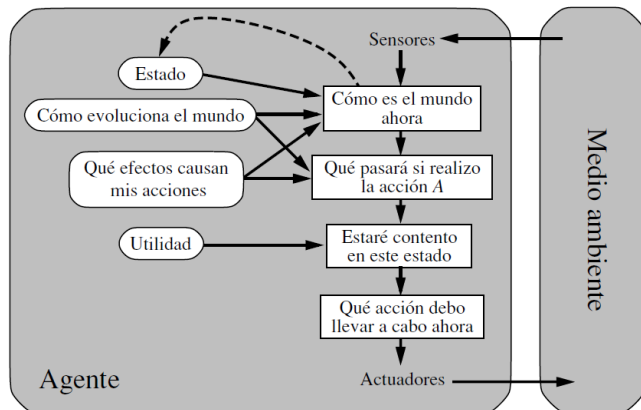 Sensores
Estado
Cómo es el mundo
ahora
Cómo evoluciona el mundo
Qué efectos causan
mis acciones
Qué pasará si realizo
la acción A
Utilidad
Estaré contento
en este estado
Qué acción debo
llevar a cabo ahora
Agente
Actuadores
Medio ambiente